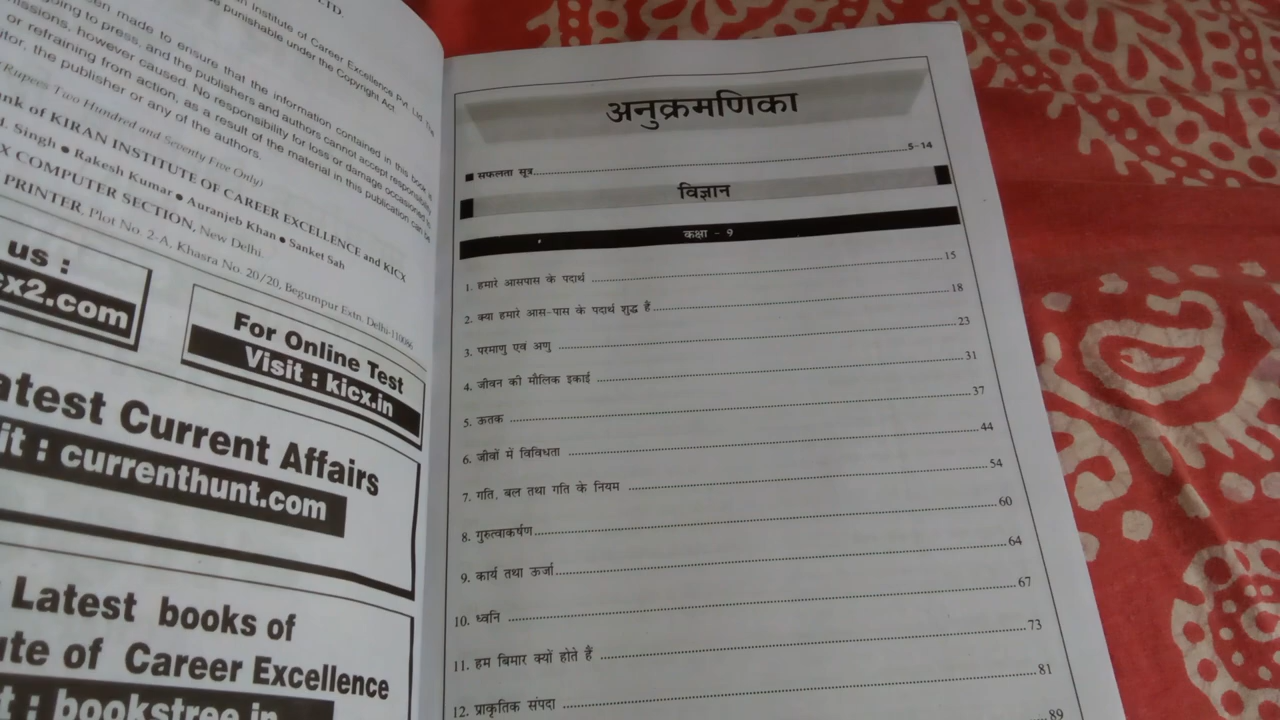 LTD.
Institute of Career Excellence Pvt. Ltd. The
punishable under the Copyright Act.
made to ensure that the information contained in this book is
going to press, and the publishers and authors cannot accept responsibility
however caused. No responsibility for loss or damage occasioned to
or refraining from action, as a result of the material in this publication can be
the publisher or any of the authors.
(Rupees Two Hundred and Seventy Five Only)
of KIRAN INSTITUTE OF CAREER EXCELLENCE and KICX
Singh ● Rakesh Kumar ● Auranjeb Khan ● Sanket Sah
COMPUTER SECTION, New Delhi.
PRINTER, Plot No. 2-A, Khasra No. 20/20, Begumpur Extn. Delhi-110086
us :
cx2.com
For Online Test
Visit : kicx.in
atest Current Affairs
it : currenthunt.com
Latest books of
ute of Career Excellence
t : bookstree.in
अनुक्रमणिका
■ सफलता सूत्र 5-14
विज्ञान
कक्षा - 9
1. हमारे आसपास के पदार्थ 15
2. क्या हमारे आस-पास के पदार्थ शुद्ध हैं 18
3. परमाणु एवं अणु 23
4. जीवन की मौलिक इकाई 31
5. ऊतक 37
6. जीवों में विविधता 44
7. गति, बल तथा गति के नियम 54
8. गुरुत्वाकर्षण 60
9. कार्य तथा ऊर्जा 64
10. ध्वनि 67
11. हम बिमार क्यों होते हैं 73
12. प्राकृतिक संपदा 81
89